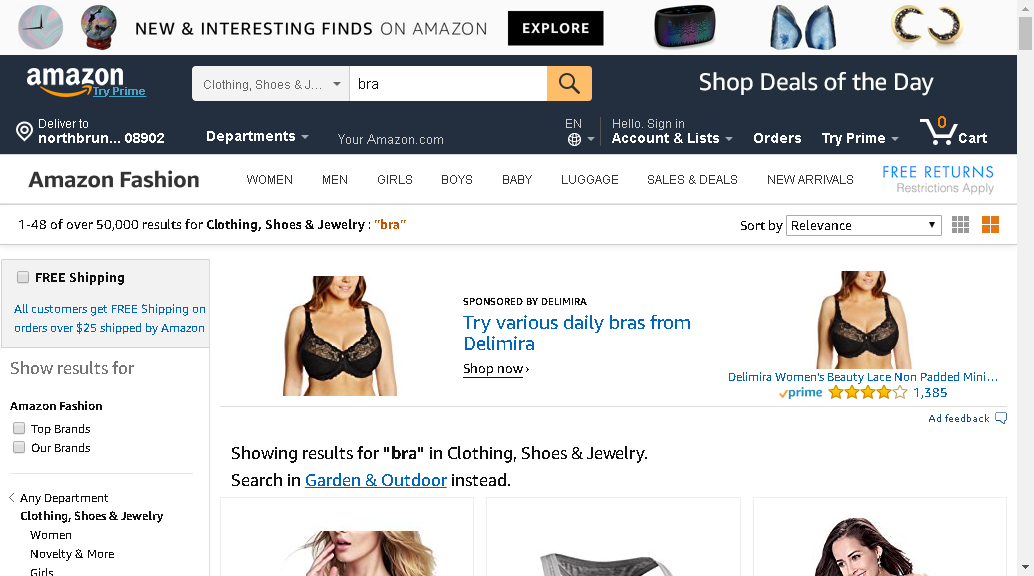 NEW & INTERESTING FINDS ON AMAZON EXPLORE
amazon
Try Prime
Clothing, Shoes & J... bra
Shop Deals of the Day
Deliver to
northbrun... 08902
Departments
Your Amazon.com
EN
Hello. Sign in
Account & Lists
Orders
Try Prime
0
Cart
Amazon Fashion
WOMEN MEN GIRLS BOYS BABY LUGGAGE SALES & DEALS NEW ARRIVALS
FREE RETURNS
Restrictions Apply
1-48 of over 50,000 results for Clothing, Shoes & Jewelry : "bra"
Sort by Relevance
FREE Shipping
All customers get FREE Shipping on
orders over $25 shipped by Amazon
Show results for
Amazon Fashion
Top Brands
Our Brands
Any Department
Clothing, Shoes & Jewelry
Women
Novelty & More
Girls
SPONSORED BY DELIMIRA
Try various daily bras from
Delimira
Shop now ›
Delimira Women's Beauty Lace Non Padded Mini...
prime 1,385
Ad feedback
Showing results for "bra" in Clothing, Shoes & Jewelry.
Search in Garden & Outdoor instead.